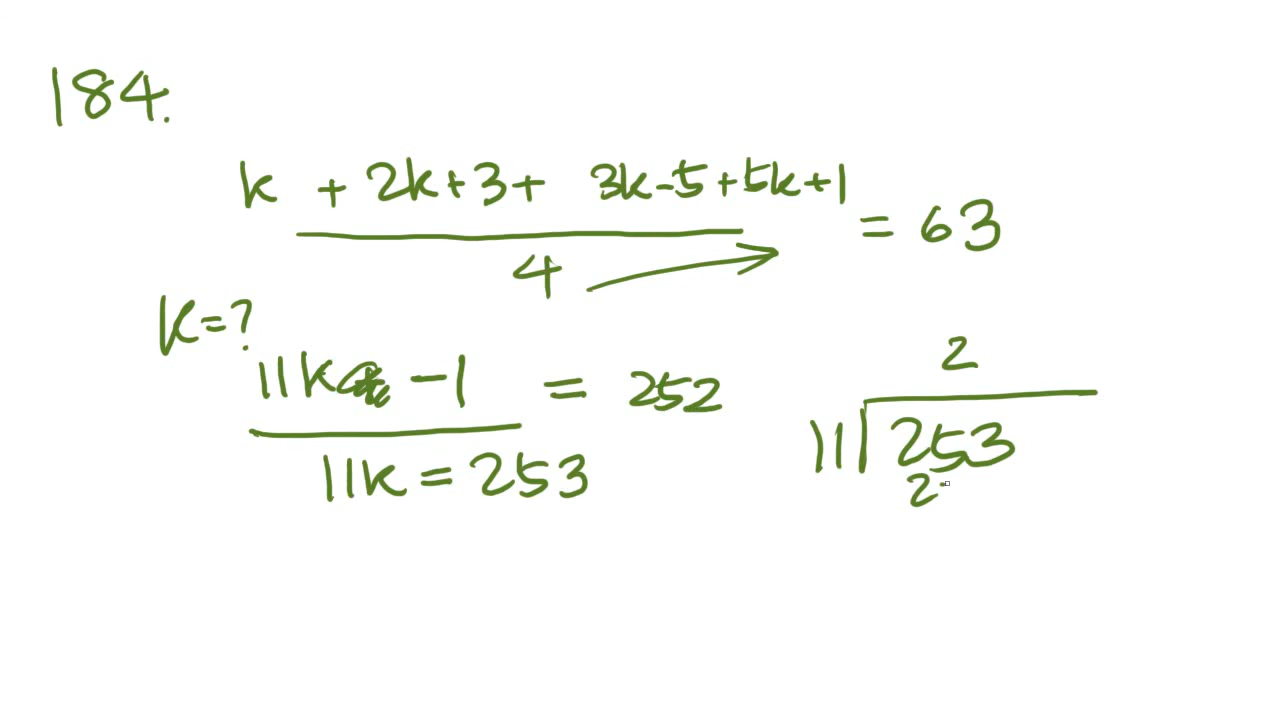 184.
k + 2k+3+ 3k-5+5k+1
= 63
4
k=?
11k -1 = 252
2
11k = 253
11 253
2